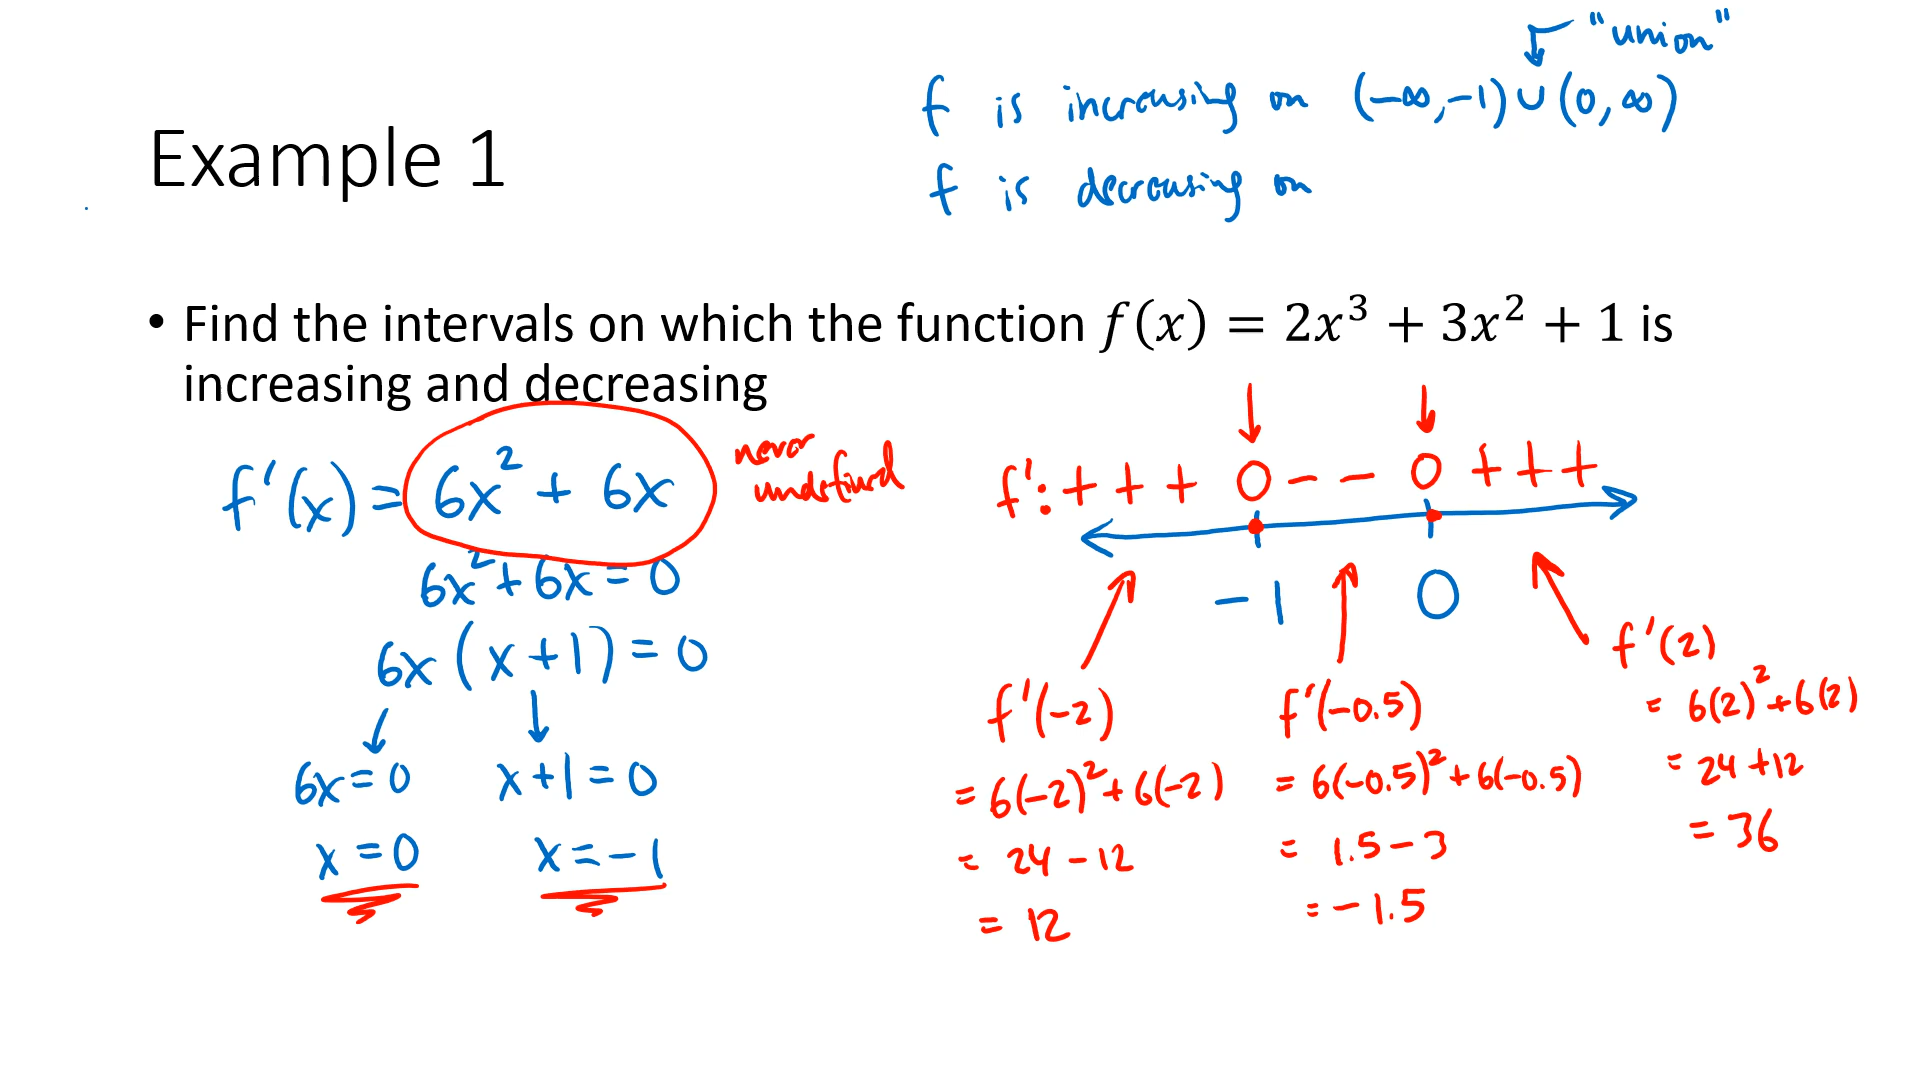 "union"
f is increasing on (-∞, -1) ∪ (0, ∞)
Example 1
f is decreasing on
• Find the intervals on which the function f(x) = 2x³ + 3x² + 1 is
increasing and decreasing
f'(x) = 6x² + 6x
never
undefined
6x² + 6x = 0
6x (x + 1) = 0
6x = 0
x + 1 = 0
x = 0
x = -1
f': + + + 0 - - 0 + + +
-1 0
f'(-2)
= 6(-2)² + 6(-2)
= 24 - 12
= 12
f'(-0.5)
= 6(-0.5)² + 6(-0.5)
= 1.5 - 3
= -1.5
f'(2)
= 6(2)² + 6(2)
= 24 + 12
= 36